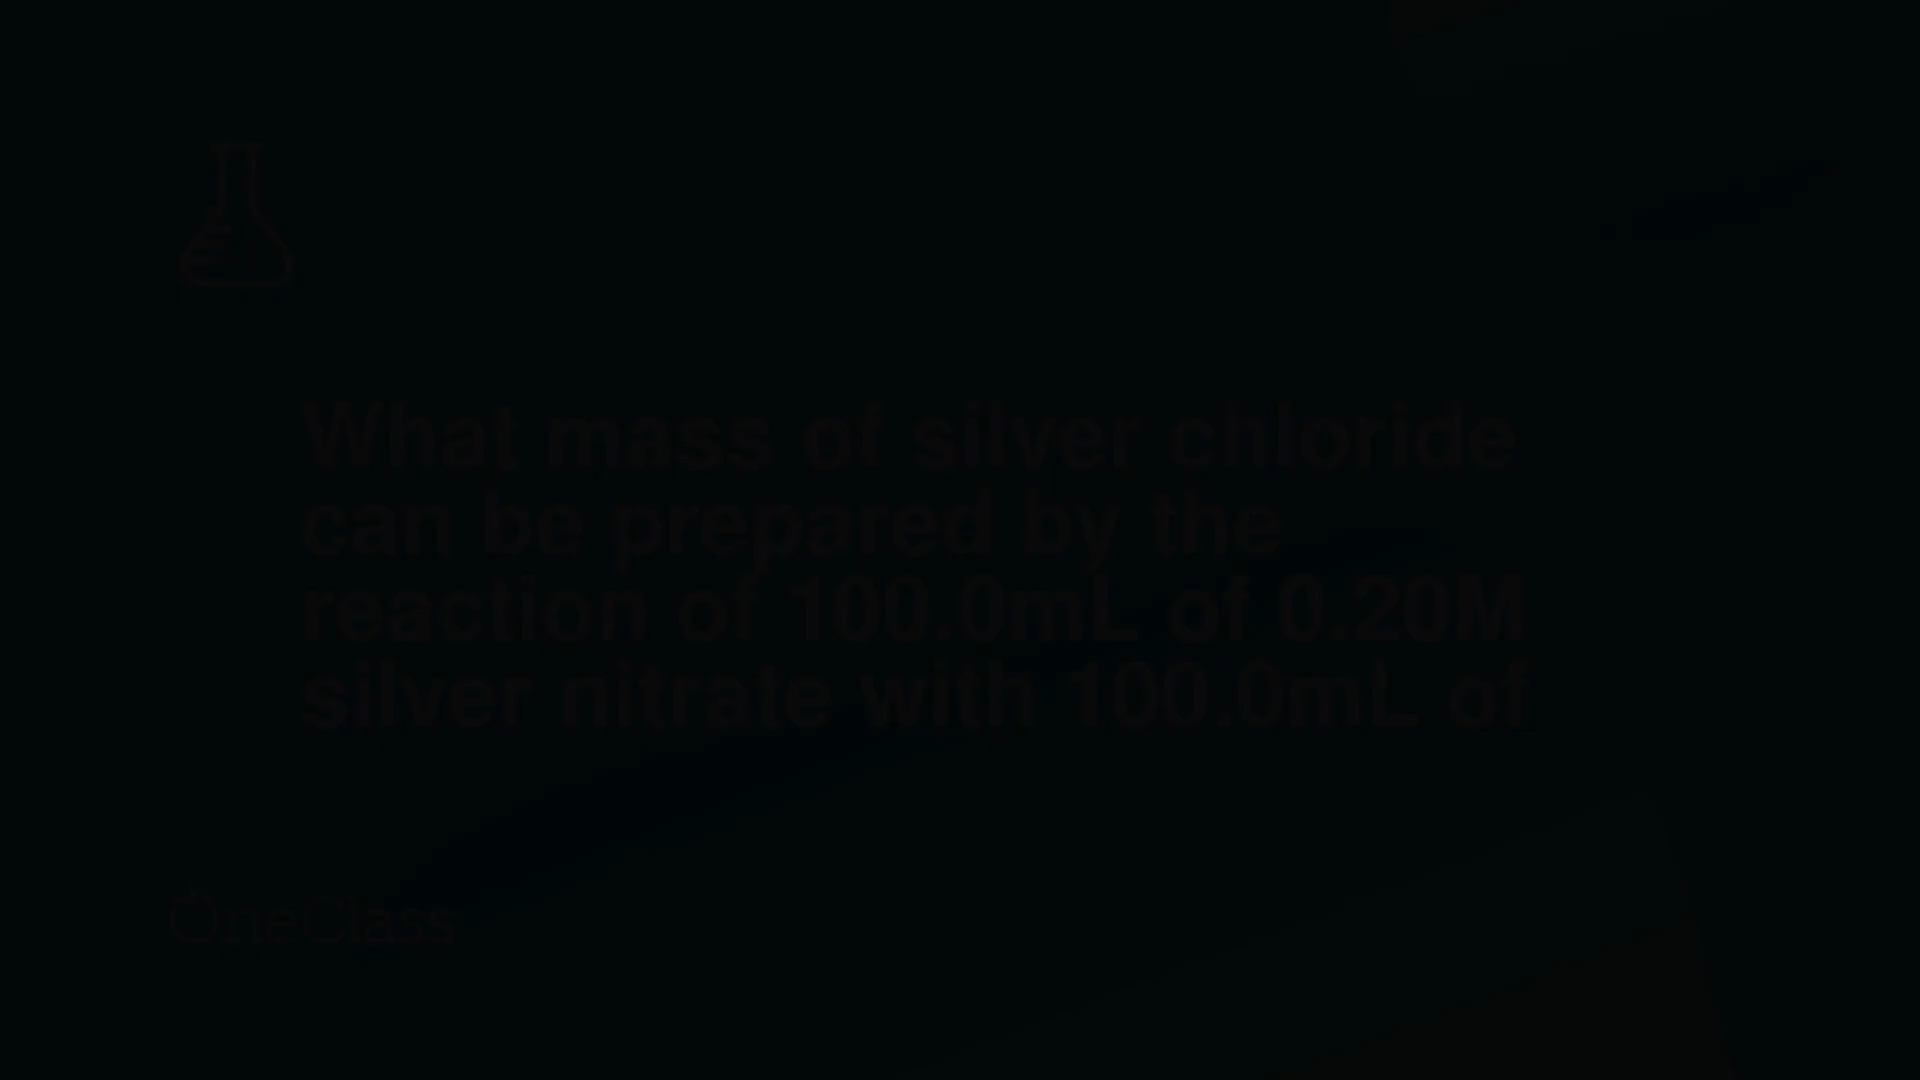 What mass of silver chloride
can be prepared by the
reaction of 100.0mL of 0.20M
silver nitrate with 100.0mL of
OneClass